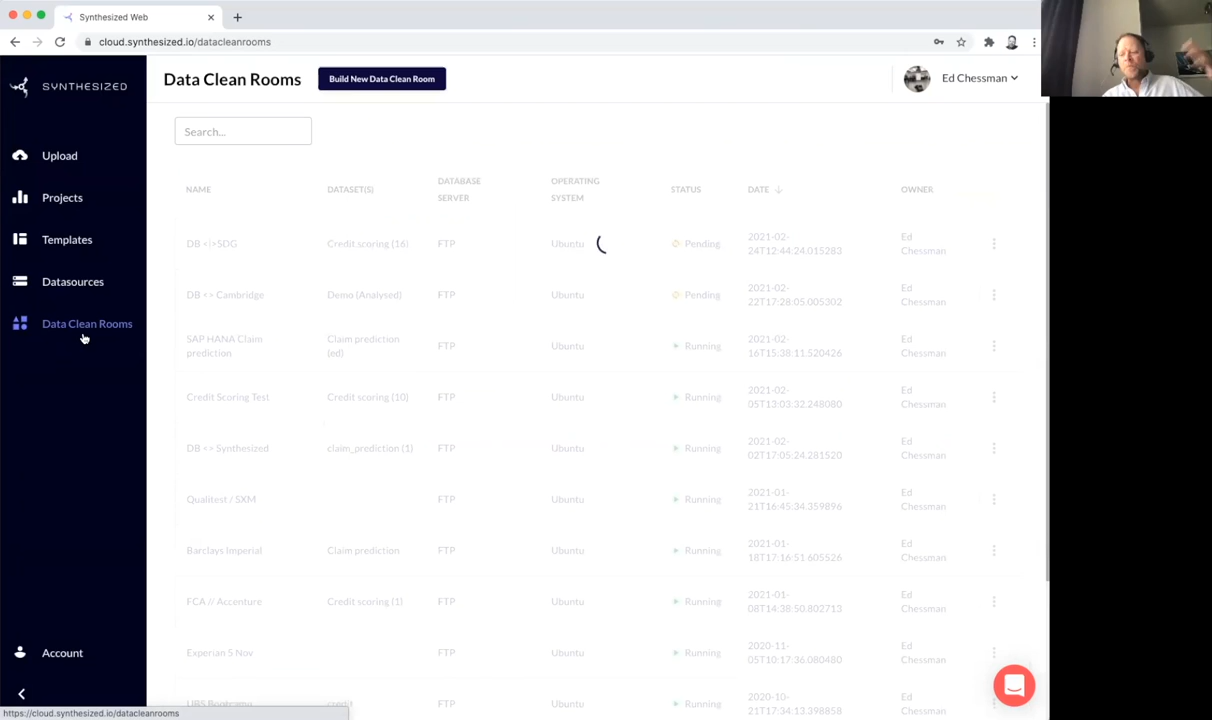 Synthesized Web
cloud.synthesized.io/datacleanrooms
SYNTHESIZED
Data Clean Rooms
Build New Data Clean Room
Ed Chessman
Upload
Projects
Templates
Datasources
Data Clean Rooms
Account
Search...
NAME
DATASET(S)
DATABASE
SERVER
OPERATING
SYSTEM
STATUS
DATE
OWNER
DB <i>SDG
Credit scoring (16)
FTP
Ubuntu
Pending
2021-02-
24T12:44:24.015283
Ed
Chessman
DB <> Cambridge
Demo (Analysed)
FTP
Ubuntu
Pending
2021-02-
22T17:28:05.005302
Ed
Chessman
SAP HANA Claim
prediction
Claim prediction
(ed)
FTP
Ubuntu
Running
2021-02-
16T15:38:11.520426
Ed
Chessman
Credit Scoring Test
Credit scoring (10)
FTP
Ubuntu
Running
2021-02-
05T13:03:32.248080
Ed
Chessman
DB <> Synthesized
claim_prediction (1)
FTP
Ubuntu
Running
2021-02-
02T17:05:24.281520
Ed
Chessman
Qualitest / SXM
FTP
Ubuntu
Running
2021-01-
21T16:45:34.359896
Ed
Chessman
Barclays Imperial
Claim prediction
FTP
Ubuntu
Running
2021-01-
18T17:16:51.605526
Ed
Chessman
FCA // Accenture
Credit scoring (1)
FTP
Ubuntu
Running
2021-01-
08T14:38:50.802713
Ed
Chessman
Experian 5 Nov
FTP
Ubuntu
Running
2020-11-
05T10:17:36.080480
Ed
Chessman
UBS
FTP
Ubuntu
Running
2020-10-
21T17:34:13.398858
Ed
Chessman
https://cloud.synthesized.io/datacleanrooms